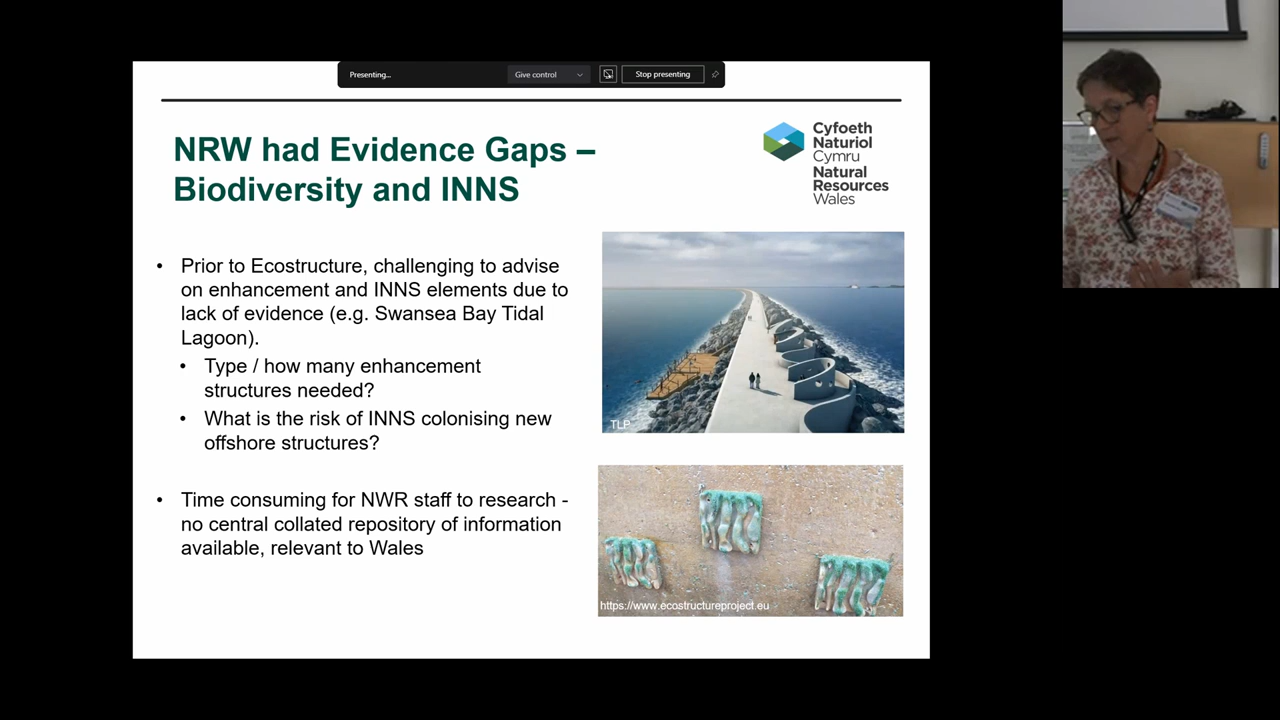 Presenting...
Give control
Stop presenting
NRW had Evidence Gaps –
Biodiversity and INNS
Cyfoeth
Naturiol
Cymru
Natural
Resources
Wales
• Prior to Ecostructure, challenging to advise
on enhancement and INNS elements due to
lack of evidence (e.g. Swansea Bay Tidal
Lagoon).
• Type / how many enhancement
structures needed?
• What is the risk of INNS colonising new
offshore structures?
• Time consuming for NWR staff to research -
no central collated repository of information
available, relevant to Wales
TLP
https://www.ecostructureproject.eu